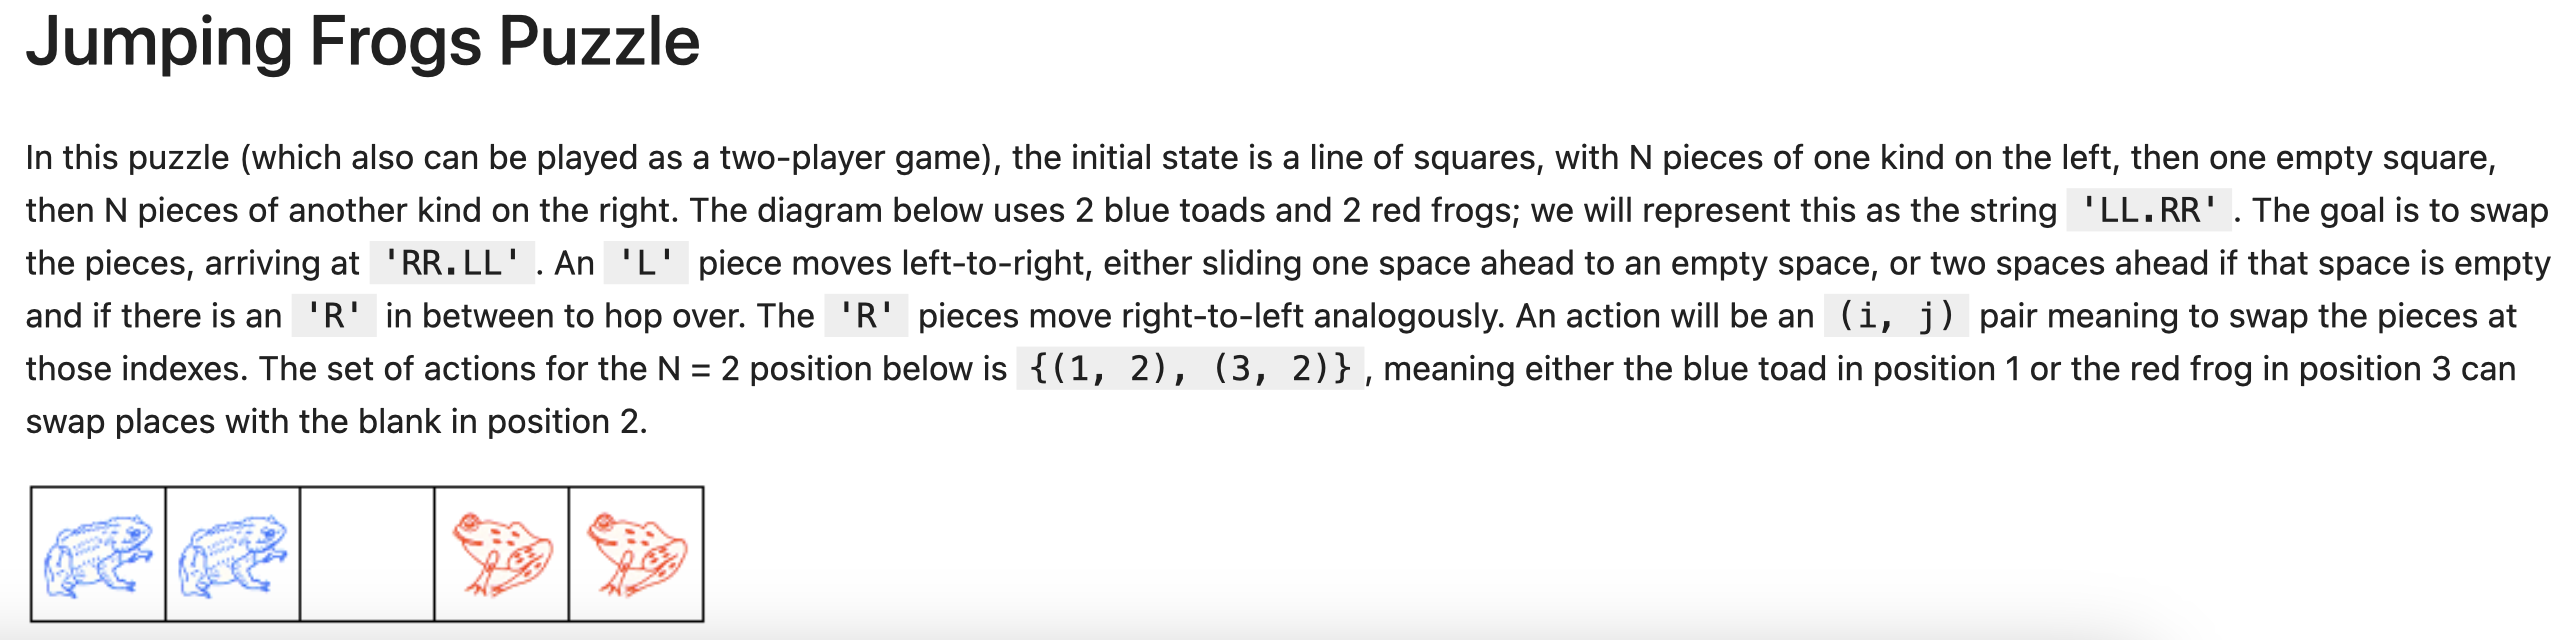 Jumping Frogs Puzzle
In this puzzle (which also can be played as a two-player game), the initial state is a line of squares, with N pieces of one kind on the left, then one empty square,
then N pieces of another kind on the right. The diagram below uses 2 blue toads and 2 red frogs; we will represent this as the string 'LL.RR' . The goal is to swap
the pieces, arriving at 'RR.LL' . An 'L' piece moves left-to-right, either sliding one space ahead to an empty space, or two spaces ahead if that space is empty
and if there is an 'R' in between to hop over. The 'R' pieces move right-to-left analogously. An action will be an (i, j) pair meaning to swap the pieces at
those indexes. The set of actions for the N = 2 position below is {(1, 2), (3, 2)} , meaning either the blue toad in position 1 or the red frog in position 3 can
swap places with the blank in position 2.